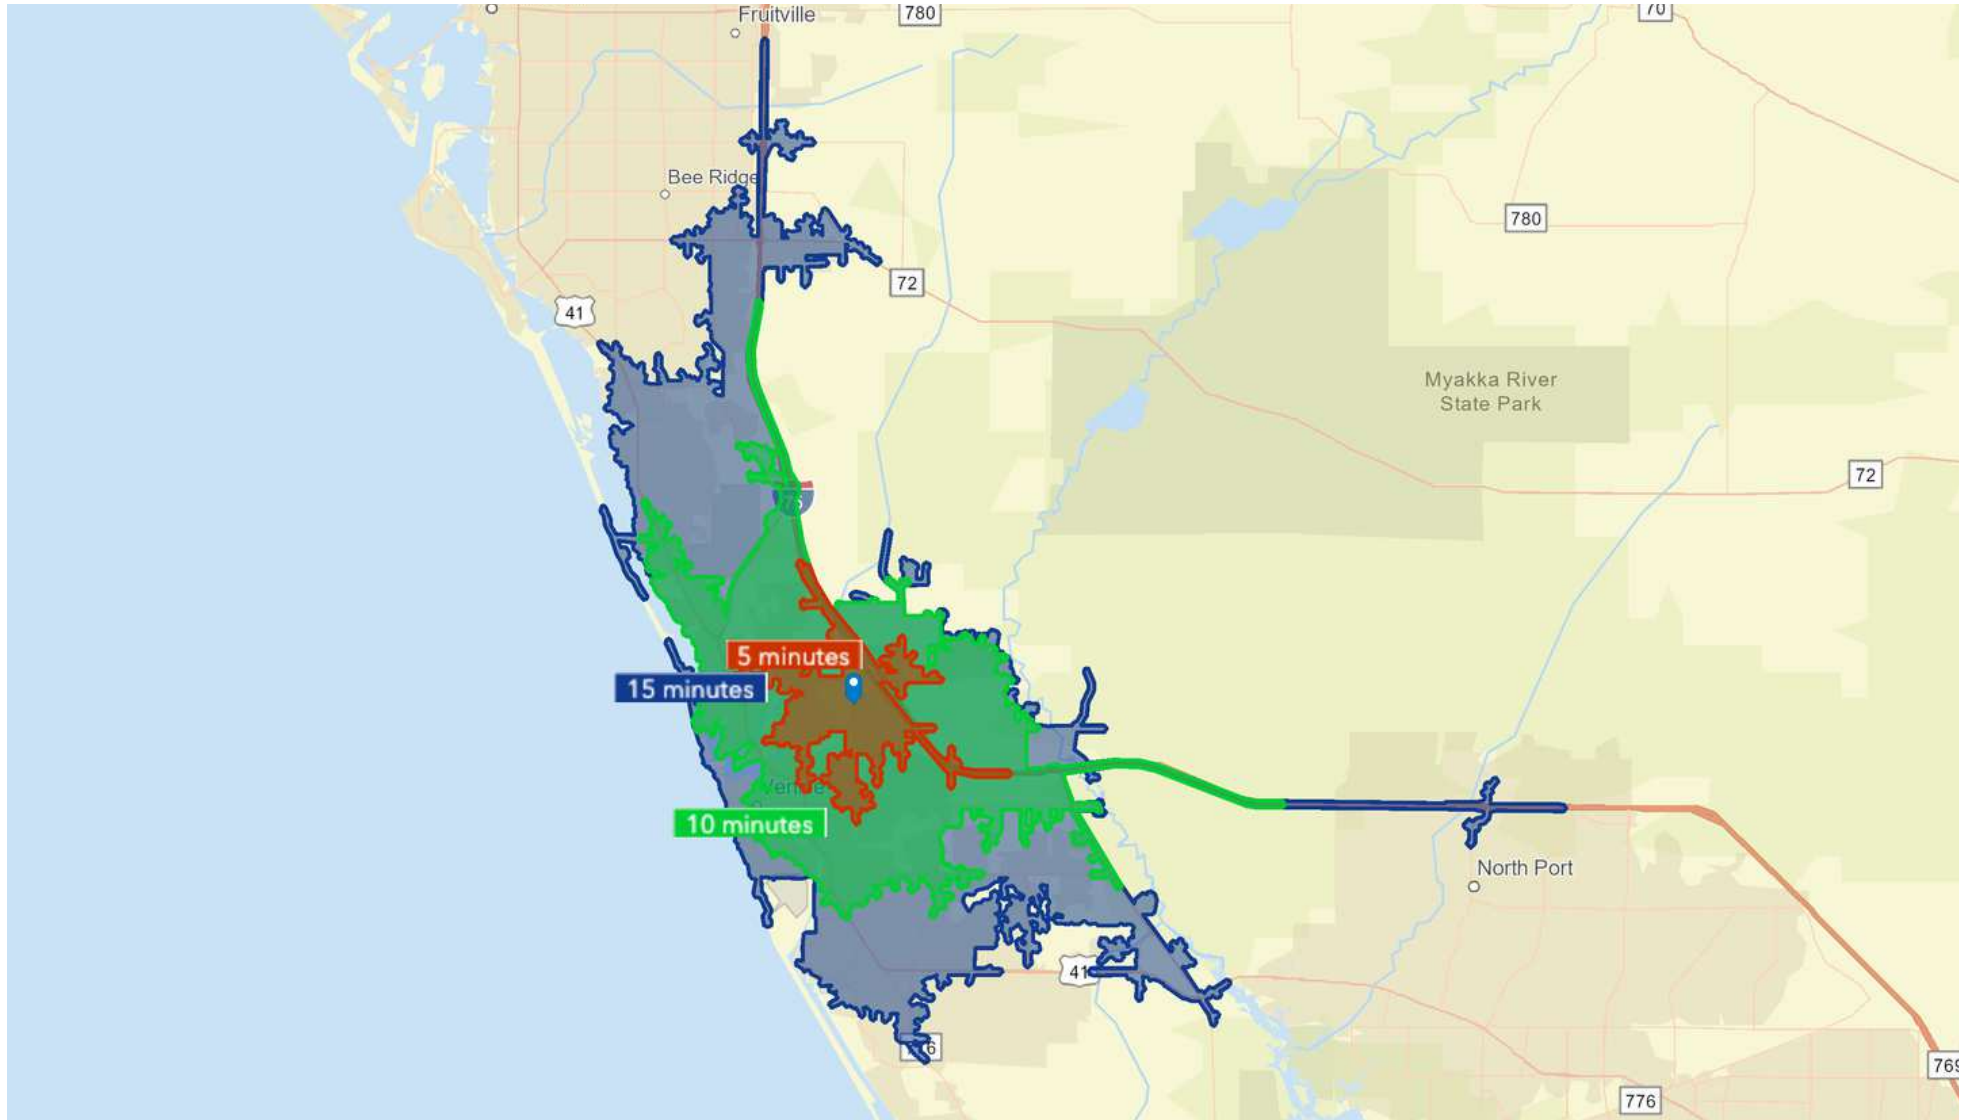 Fruitville
780
70
Bee Ridge
780
72
41
Myakka River
State Park
72
75
5 minutes
15 minutes
10 minutes
North Port
41
776